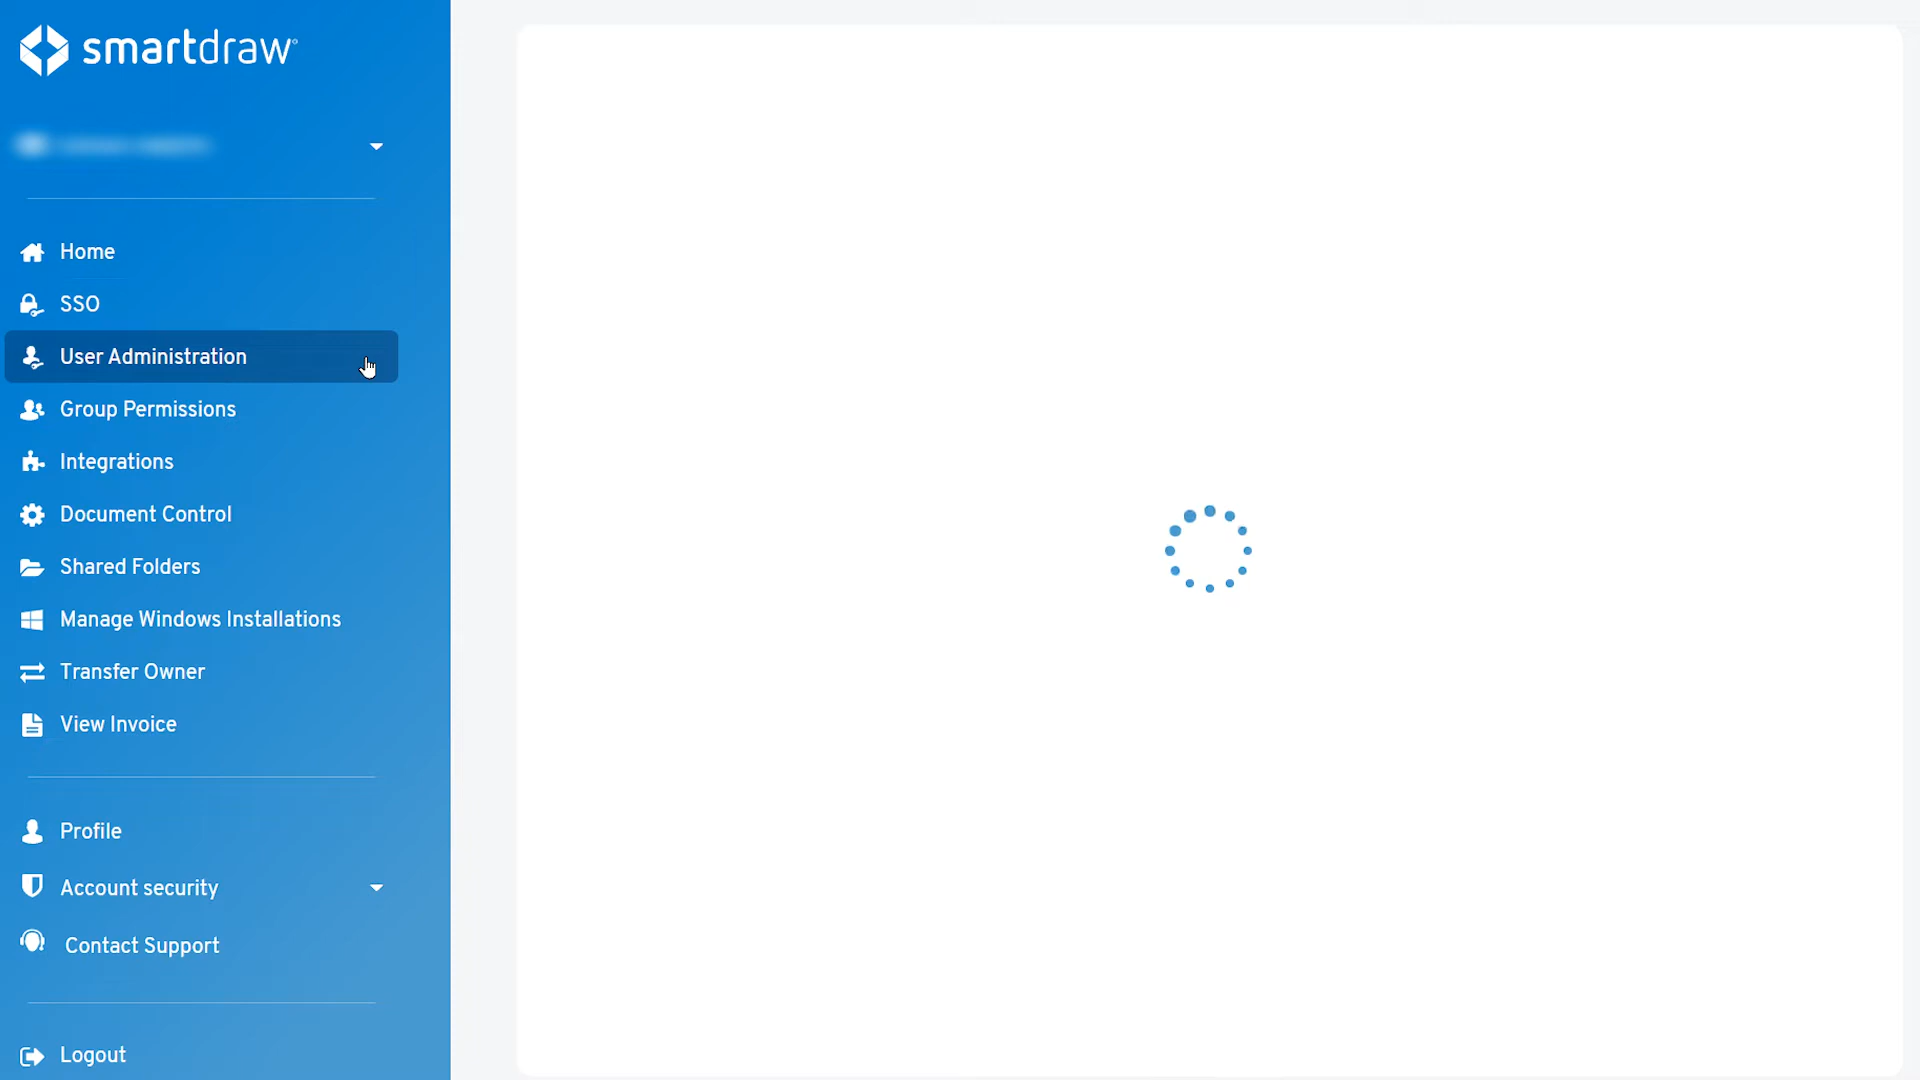 smartdraw
Home
SSO
User Administration
Group Permissions
Integrations
Document Control
Shared Folders
Manage Windows Installations
Transfer Owner
View Invoice
Profile
Account security
Contact Support
Logout